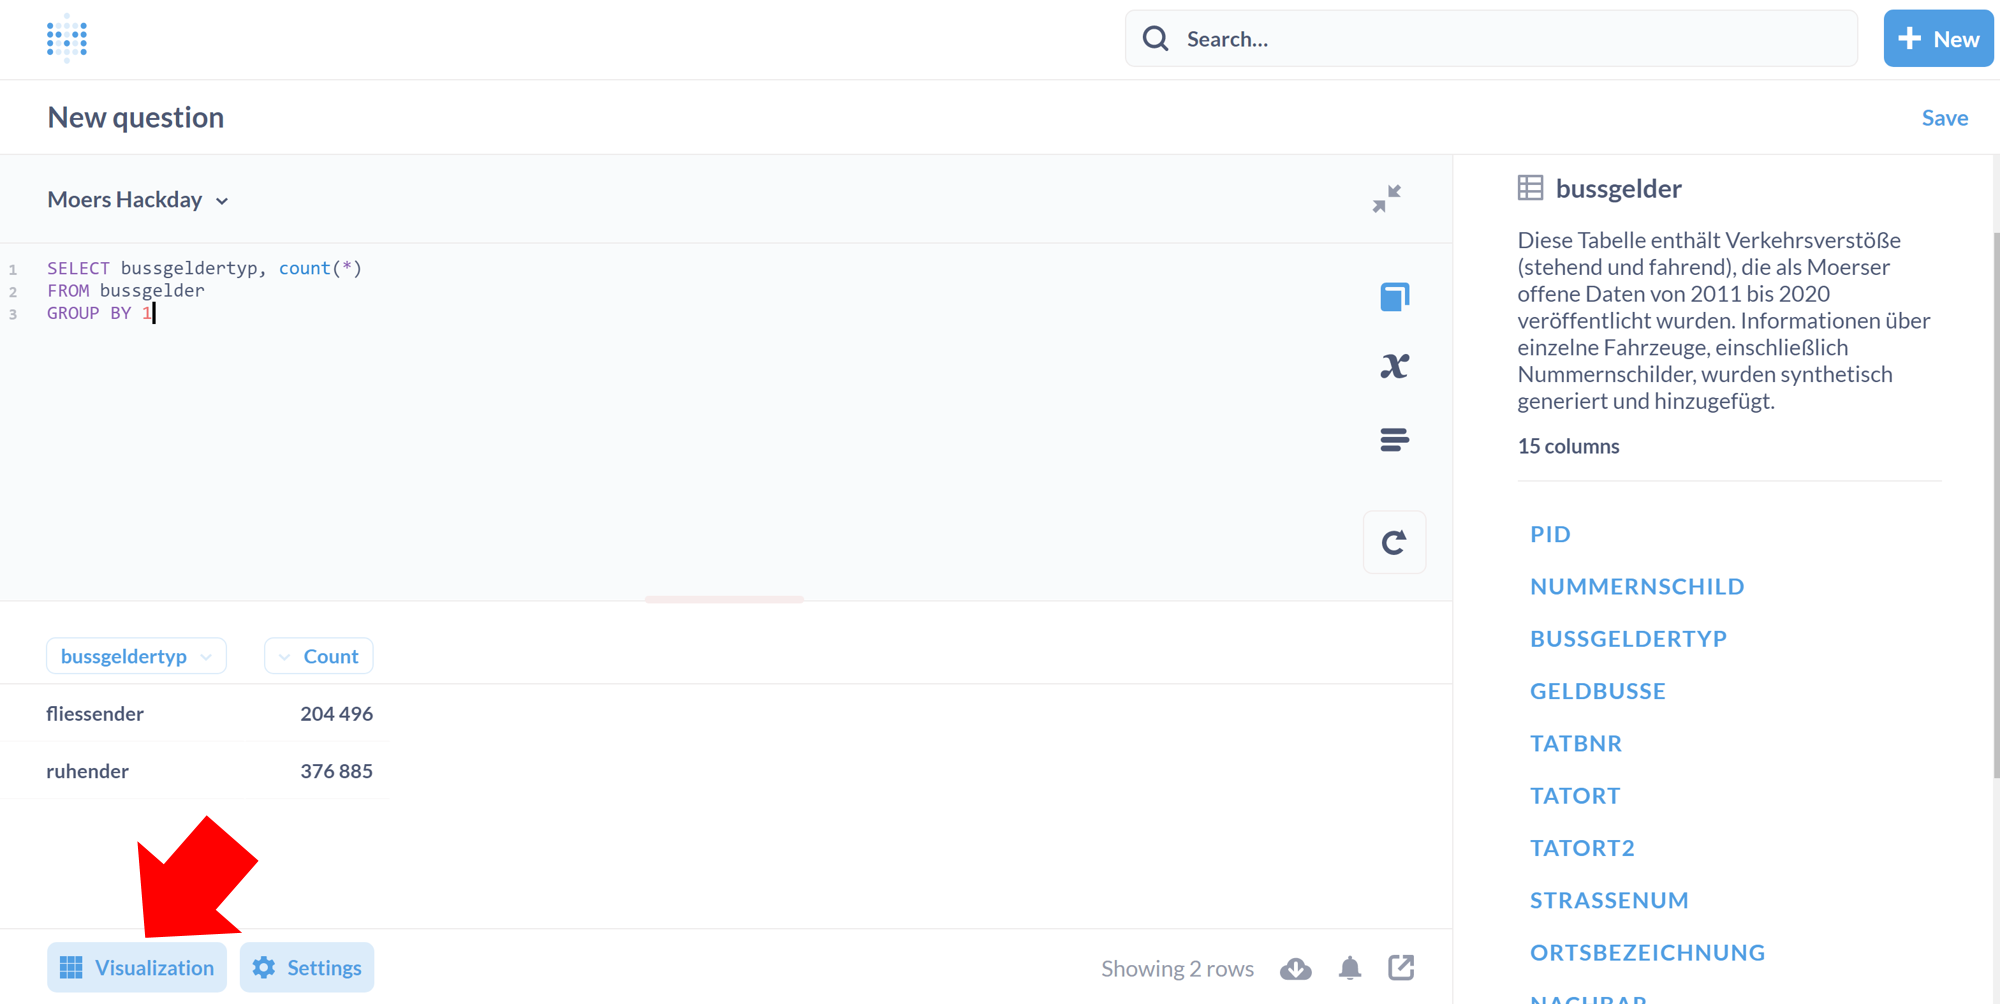 Search...
New
New question
Save
Moers Hackday
1 SELECT bussgeldertyp, count(*)
2 FROM bussgelder
3 GROUP BY 1
x
bussgeldertyp Count
fliessender 204 496
ruhender 376 885
Visualization Settings
Showing 2 rows
bussgelder
Diese Tabelle enthält Verkehrsverstöße
(stehend und fahrend), die als Moerser
offene Daten von 2011 bis 2020
veröffentlicht wurden. Informationen über
einzelne Fahrzeuge, einschließlich
Nummernschilder, wurden synthetisch
generiert und hinzugefügt.
15 columns
PID
NUMMERNSCHILD
BUSSGELDERTYP
GELDBUSSE
TATBNR
TATORT
TATORT2
STRASSENUM
ORTSBEZEICHNUNG